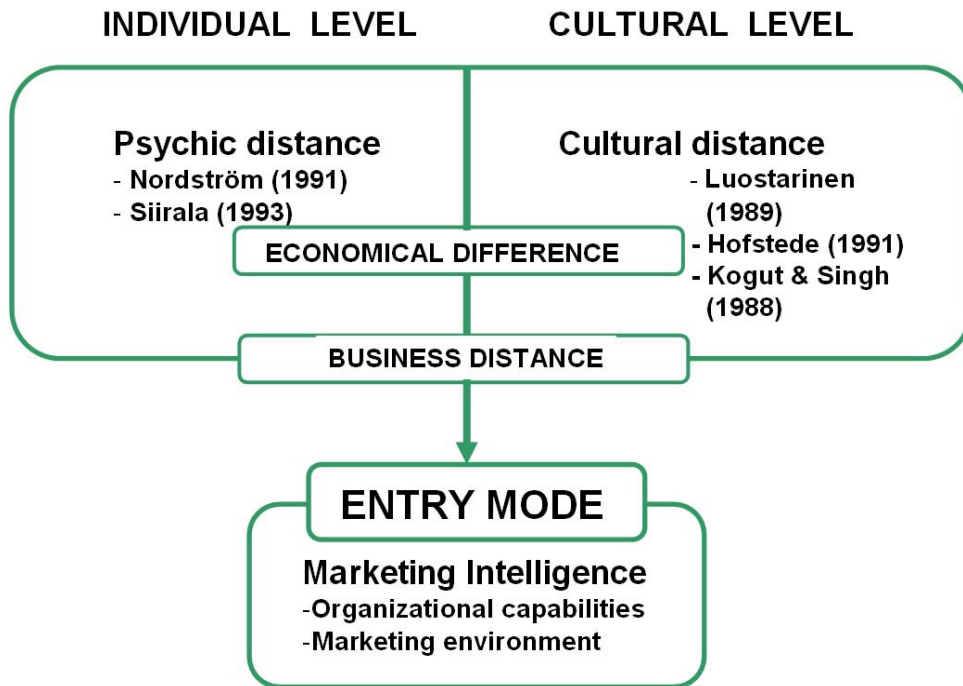 INDIVIDUAL LEVEL
CULTURAL LEVEL
Psychic distance
- Nordström (1991)
- Siirala (1993)
Cultural distance
- Luostarinen
(1989)
- Hofstede (1991)
- Kogut & Singh
(1988)
ECONOMICAL DIFFERENCE
BUSINESS DISTANCE
ENTRY MODE
Marketing Intelligence
-Organizational capabilities
-Marketing environment